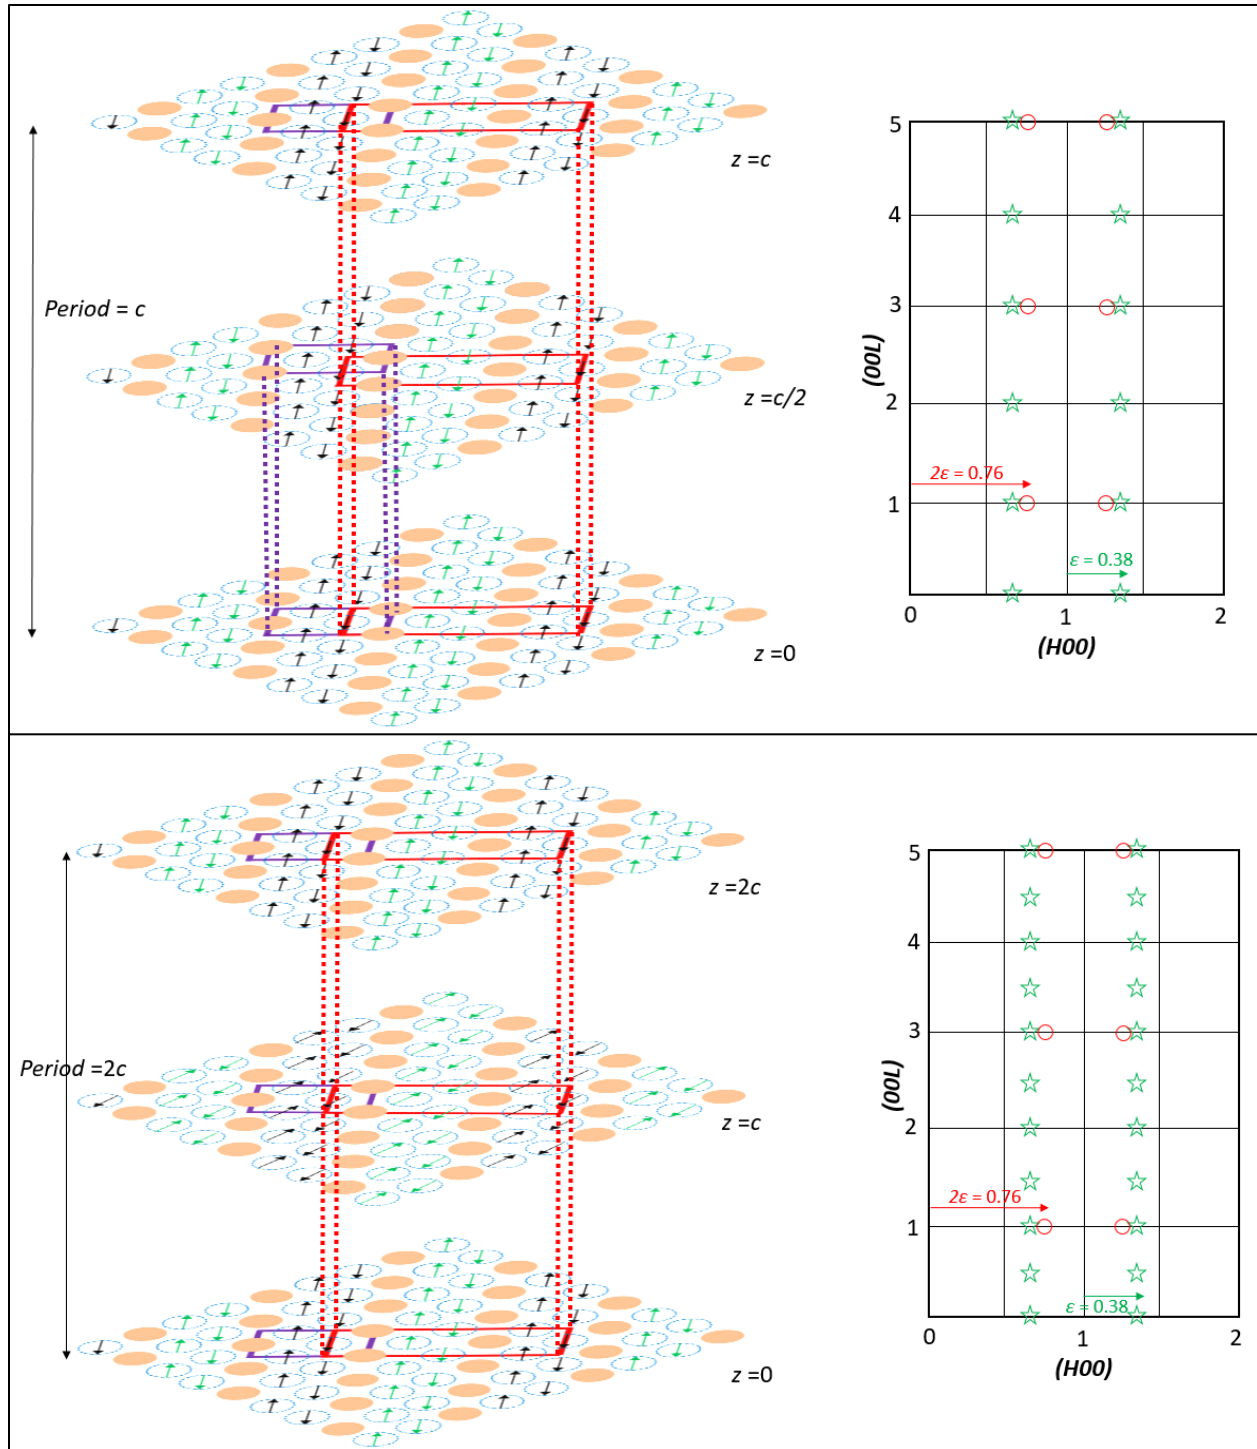 z =c
Period = c
z =c/2
z =0
5
4
3
2
1
0
1
2
(00L)
(H00)
2ε = 0.76
ε = 0.38
z =2c
Period =2c
z =c
z =0
5
4
3
2
1
0
1
2
(00L)
(H00)
2ε = 0.76
ε = 0.38